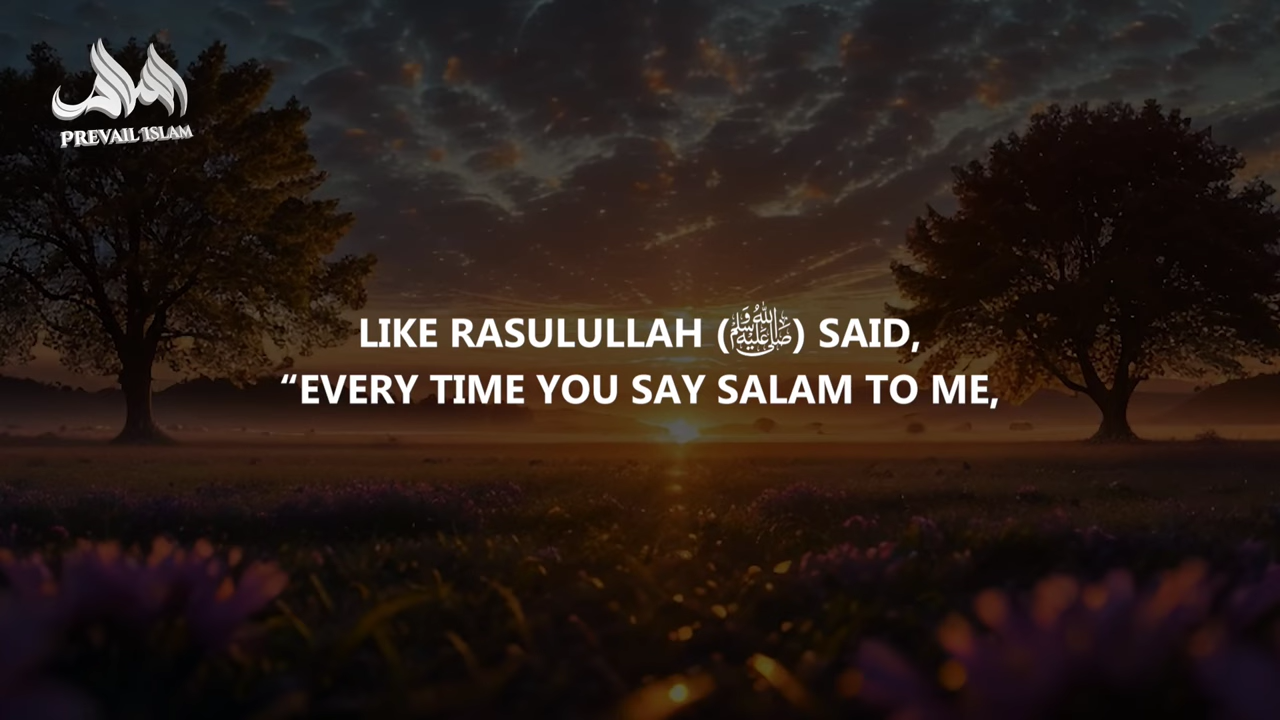 PREVAIL ISLAM
LIKE RASULULLAH (ﷺ) SAID,
“EVERY TIME YOU SAY SALAM TO ME,